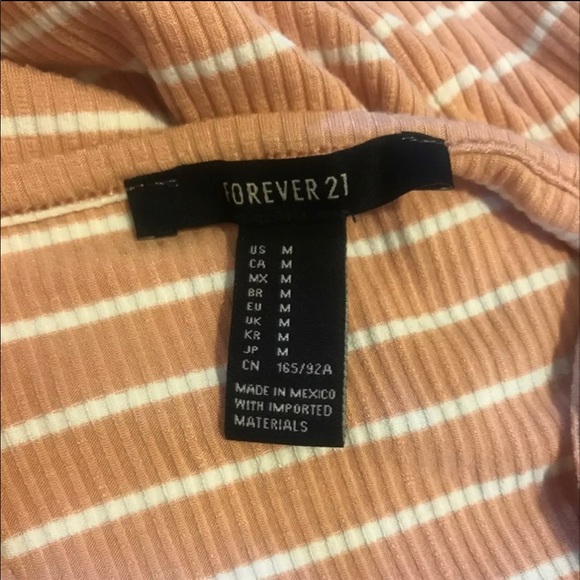 FOREVER 21
US M
CA M
MX M
BR M
EU M
UK M
KR M
JP M
CN 165/92A
MADE IN MEXICO
WITH IMPORTED
MATERIALS